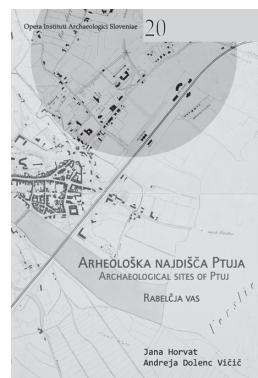 Opera Instituti Archaeologici Sloveniae 20
ARHEOLOŠKA NAJDIŠČA PTUJA
ARCHAEOLOGICAL SITES OF PTUJ
RABELČJA VAS
Jana Horvat
Andreja Dolenc Vičič